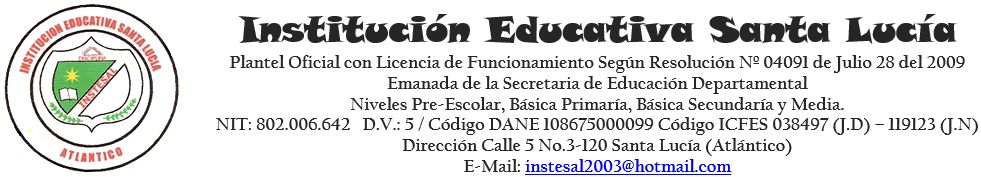 INSTITUCION EDUCATIVA SANTA LUCIA
DISCIPLINA
INSTESAL
ATLANTICO
Institución Educativa Santa Lucía
Plantel Oficial con Licencia de Funcionamiento Según Resolución Nº 04091 de Julio 28 del 2009
Emanada de la Secretaria de Educación Departamental
Niveles Pre-Escolar, Básica Primaría, Básica Secundaría y Media.
NIT: 802.006.642 D.V.: 5 / Código DANE 108675000099 Código ICFES 038497 (J.D) – 119123 (J.N)
Dirección Calle 5 No.3-120 Santa Lucía (Atlántico)
E-Mail: instesal2003@hotmail.com